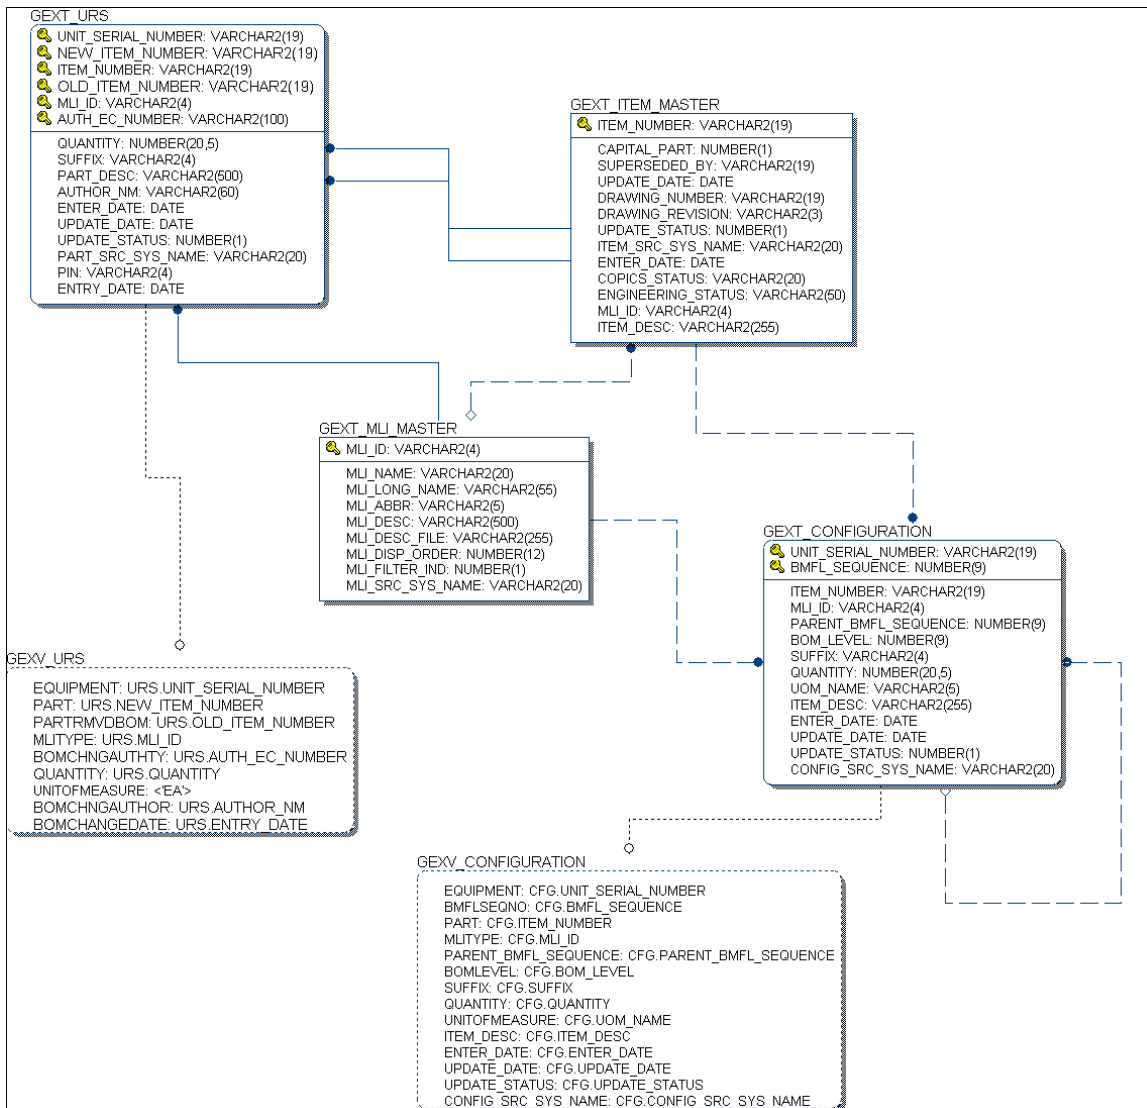 GEXT_URS
UNIT_SERIAL_NUMBER: VARCHAR2(19)
NEW_ITEM_NUMBER: VARCHAR2(19)
ITEM_NUMBER: VARCHAR2(19)
OLD_ITEM_NUMBER: VARCHAR2(19)
MLI_ID: VARCHAR2(4)
AUTH_EC_NUMBER: VARCHAR2(100)
QUANTITY: NUMBER(20,5)
SUFFIX: VARCHAR2(4)
PART_DESC: VARCHAR2(500)
AUTHOR_NM: VARCHAR2(60)
ENTER_DATE: DATE
UPDATE_DATE: DATE
UPDATE_STATUS: NUMBER(1)
PART_SRC_SYS_NAME: VARCHAR2(20)
PIN: VARCHAR2(4)
ENTRY_DATE: DATE
GEXT_ITEM_MASTER
ITEM_NUMBER: VARCHAR2(19)
CAPITAL_PART: NUMBER(1)
SUPERSEDED_BY: VARCHAR2(19)
UPDATE_DATE: DATE
DRAWING_NUMBER: VARCHAR2(19)
DRAWING_REVISION: VARCHAR2(3)
UPDATE_STATUS: NUMBER(1)
ITEM_SRC_SYS_NAME: VARCHAR2(20)
ENTER_DATE: DATE
COPICS_STATUS: VARCHAR2(20)
ENGINEERING_STATUS: VARCHAR2(50)
MLI_ID: VARCHAR2(4)
ITEM_DESC: VARCHAR2(255)
GEXT_MLI_MASTER
MLI_ID: VARCHAR2(4)
MLI_NAME: VARCHAR2(20)
MLI_LONG_NAME: VARCHAR2(55)
MLI_ABBR: VARCHAR2(5)
MLI_DESC: VARCHAR2(500)
MLI_DESC_FILE: VARCHAR2(255)
MLI_DISP_ORDER: NUMBER(12)
MLI_FILTER_IND: NUMBER(1)
MLI_SRC_SYS_NAME: VARCHAR2(20)
GEXT_CONFIGURATION
UNIT_SERIAL_NUMBER: VARCHAR2(19)
BMFL_SEQUENCE: NUMBER(9)
ITEM_NUMBER: VARCHAR2(19)
MLI_ID: VARCHAR2(4)
PARENT_BMFL_SEQUENCE: NUMBER(9)
BOM_LEVEL: NUMBER(9)
SUFFIX: VARCHAR2(4)
QUANTITY: NUMBER(20,5)
UOM_NAME: VARCHAR2(5)
ITEM_DESC: VARCHAR2(255)
ENTER_DATE: DATE
UPDATE_DATE: DATE
UPDATE_STATUS: NUMBER(1)
CONFIG_SRC_SYS_NAME: VARCHAR2(20)
GEXV_URS
EQUIPMENT: URS.UNIT_SERIAL_NUMBER
PART: URS.NEW_ITEM_NUMBER
PARTRMVDBOM: URS.OLD_ITEM_NUMBER
MLITYPE: URS.MLI_ID
BOMCHNGAUTHTY: URS.AUTH_EC_NUMBER
QUANTITY: URS.QUANTITY
UNITOFMEASURE: <'EA'>
BOMCHNGAUTHOR: URS.AUTHOR_NM
BOMCHANGEDATE: URS.ENTRY_DATE
GEXV_CONFIGURATION
EQUIPMENT: CFG.UNIT_SERIAL_NUMBER
BMFLSEQNO: CFG.BMFL_SEQUENCE
PART: CFG.ITEM_NUMBER
MLITYPE: CFG.MLI_ID
PARENT_BMFL_SEQUENCE: CFG.PARENT_BMFL_SEQUENCE
BOMLEVEL: CFG.BOM_LEVEL
SUFFIX: CFG.SUFFIX
QUANTITY: CFG.QUANTITY
UNITOFMEASURE: CFG.UOM_NAME
ITEM_DESC: CFG.ITEM_DESC
ENTER_DATE: CFG.ENTER_DATE
UPDATE_DATE: CFG.UPDATE_DATE
UPDATE_STATUS: CFG.UPDATE_STATUS
CONFIG_SRC_SYS_NAME: CFG.CONFIG_SRC_SYS_NAME